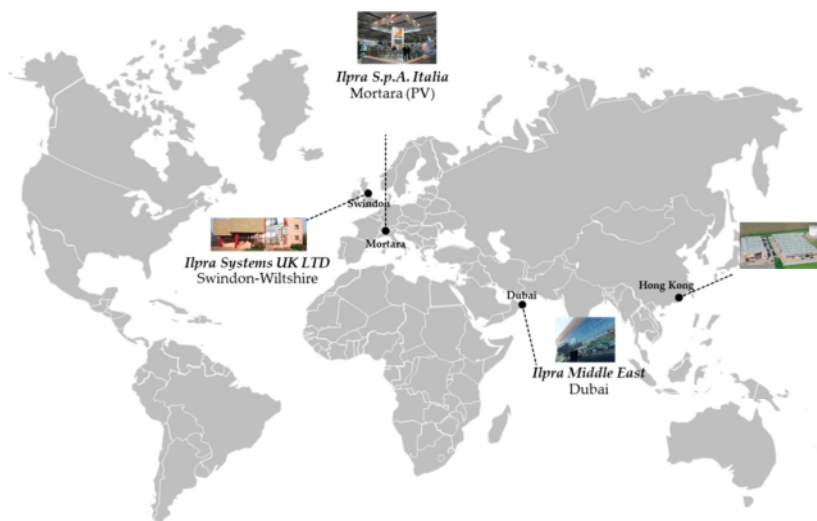 Ilpra S.p.A. Italia
Mortara (PV)
Swindon
Mortara
Ilpra Systems UK LTD
Swindon-Wiltshire
Hong Kong
Dubai
Ilpra Middle East
Dubai